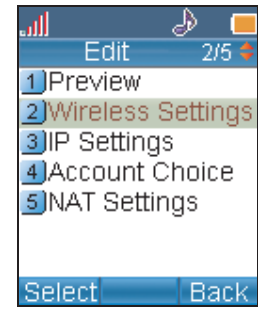 Edit 2/5
1 Preview
2 Wireless Settings
3 IP Settings
4 Account Choice
5 NAT Settings
Select Back